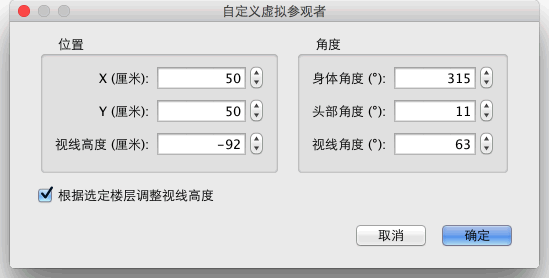 自定义虚拟参观者
位置
X (厘米): 50
Y (厘米): 50
视线高度 (厘米): -92
角度
身体角度 (°): 315
头部角度 (°): 11
视线角度 (°): 63
根据选定楼层调整视线高度
取消
确定